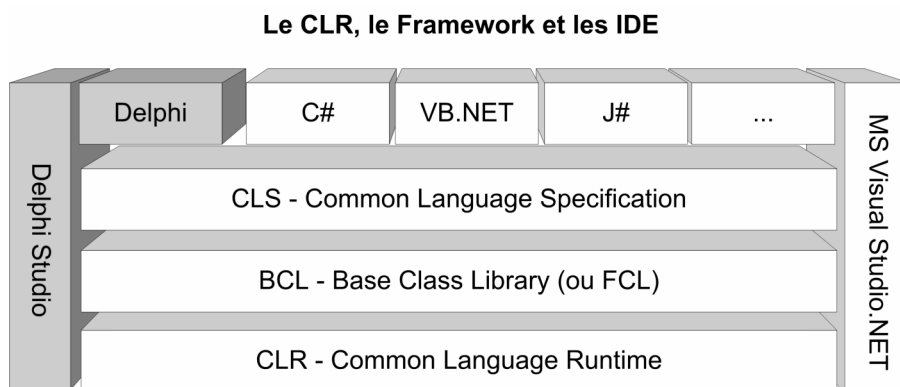 Le CLR, le Framework et les IDE
Delphi
C#
VB.NET
J#
...
Delphi Studio
MS Visual Studio.NET
CLS - Common Language Specification
BCL - Base Class Library (ou FCL)
CLR - Common Language Runtime